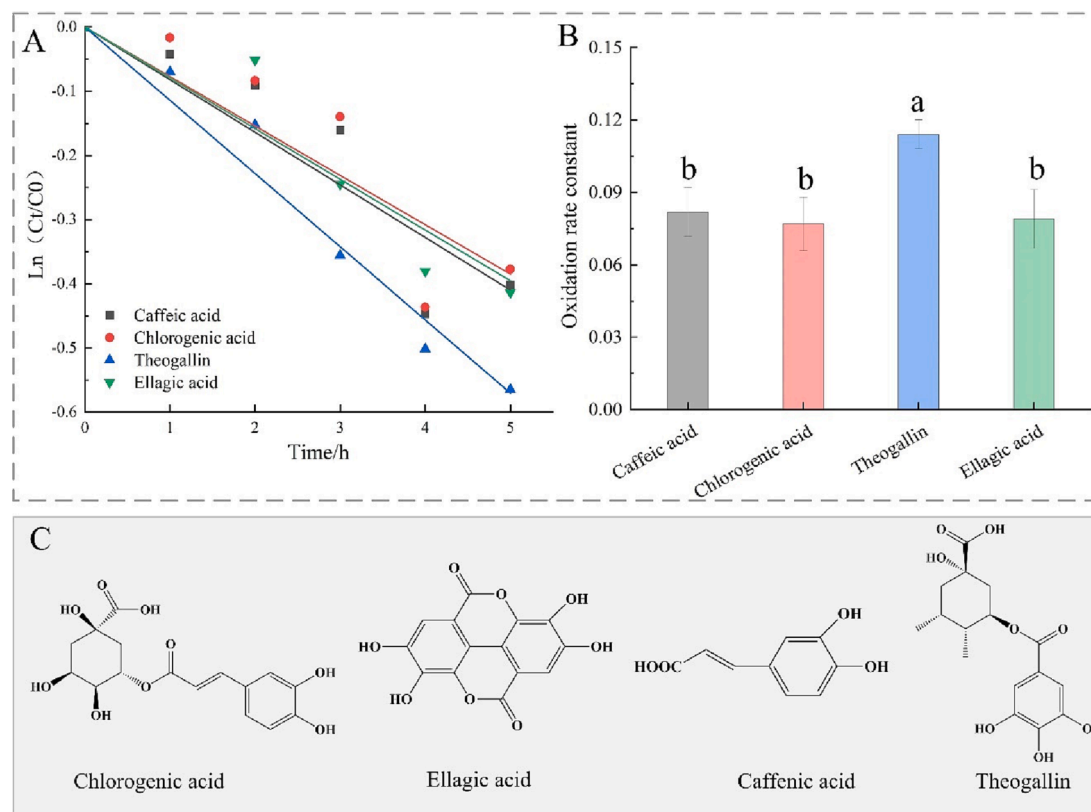 A
Ln（Ct/C0）
0.0
-0.1
-0.2
-0.3
-0.4
-0.5
-0.6
Caffeic acid
Chlorogenic acid
Theogallin
Ellagic acid
0 1 2 3 4 5
Time/h
B
Oxidation rate constant
0.15
0.12
0.09
0.06
0.03
0.00
b b a b
Caffeic acid
Chlorogenic acid
Theogallin
Ellagic acid
C
HO O OH
HO OH O O OH OH
Chlorogenic acid
O O OH
HO OH
HO O O
Ellagic acid
OH
HOOC OH
Caffenic acid
O OH
HO
O O
HO OH
Theogallin